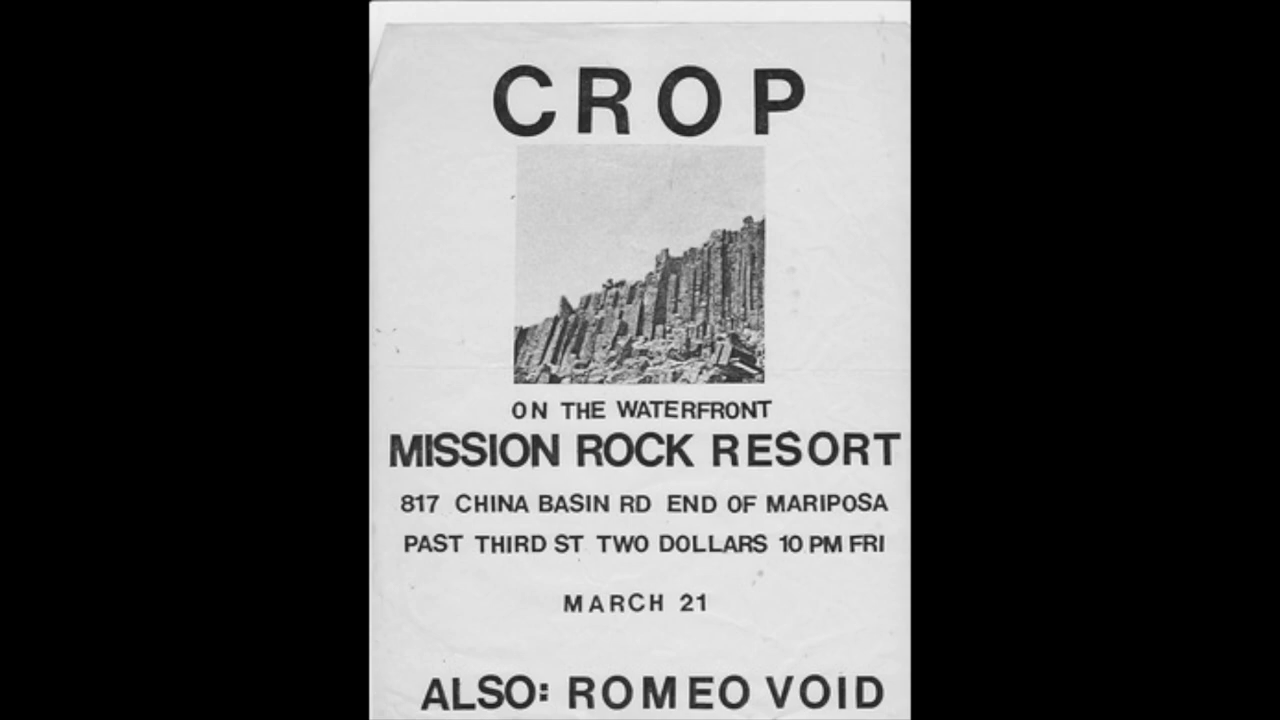 CROP
ON THE WATERFRONT
MISSION ROCK RESORT
817 CHINA BASIN RD END OF MARIPOSA
PAST THIRD ST TWO DOLLARS 10 PM FRI
MARCH 21
ALSO: ROMEO VOID